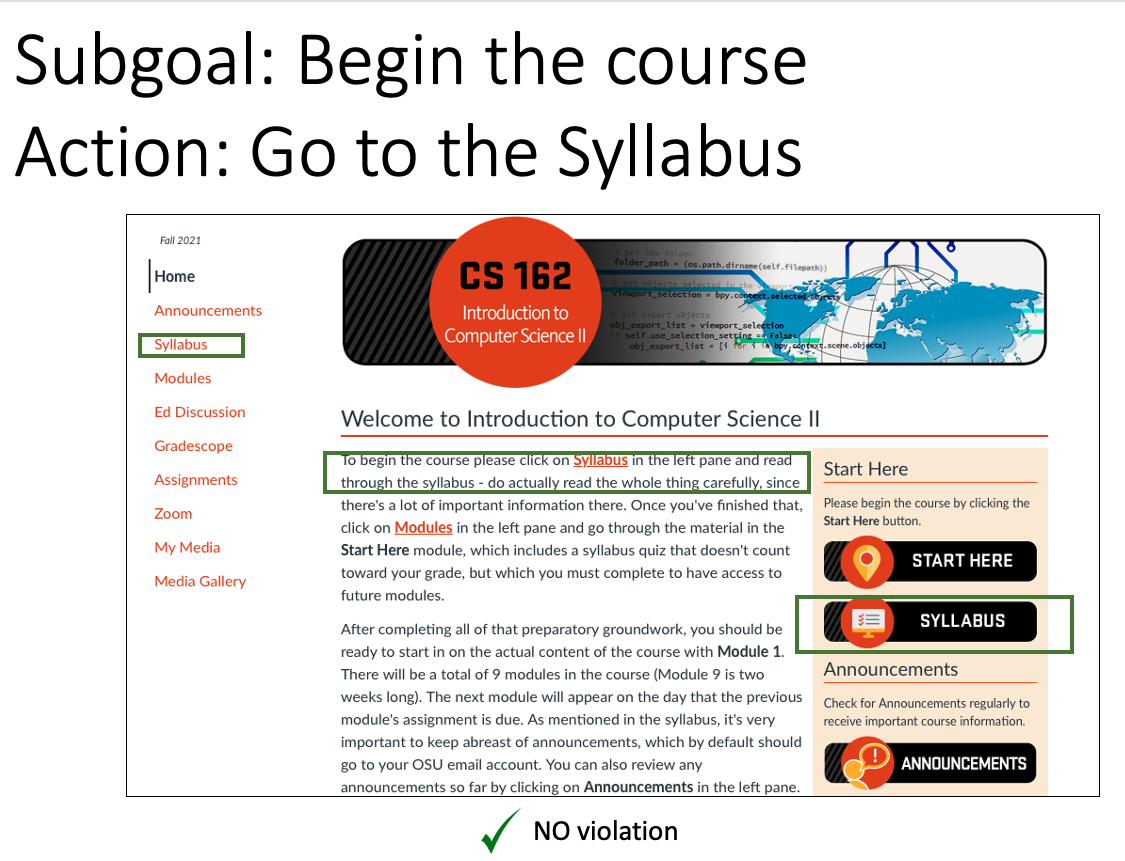 Subgoal: Begin the course
Action: Go to the Syllabus
Fall 2021
Home
Announcements
Syllabus
Modules
Ed Discussion
Gradescope
Assignments
Zoom
My Media
Media Gallery
CS 162
Introduction to
Computer Science II
# get the folder
folder_path = (os.path.dirname(self.filepath))
# get objects selected in the viewport
viewport_selection = bpy.context.selected_objects
# get export objects
obj_export_list = viewport_selection
if self.use_selection_setting == False:
obj_export_list = [i for i in bpy.context.scene.objects]
Welcome to Introduction to Computer Science II
To begin the course please click on Syllabus in the left pane and read
through the syllabus - do actually read the whole thing carefully, since
there's a lot of important information there. Once you've finished that,
click on Modules in the left pane and go through the material in the
Start Here module, which includes a syllabus quiz that doesn't count
toward your grade, but which you must complete to have access to
future modules.
After completing all of that preparatory groundwork, you should be
ready to start in on the actual content of the course with Module 1.
There will be a total of 9 modules in the course (Module 9 is two
weeks long). The next module will appear on the day that the previous
module's assignment is due. As mentioned in the syllabus, it's very
important to keep abreast of announcements, which by default should
go to your OSU email account. You can also review any
announcements so far by clicking on Announcements in the left pane.
Start Here
Please begin the course by clicking the
Start Here button.
START HERE
SYLLABUS
Announcements
Check for Announcements regularly to
receive important course information.
ANNOUNCEMENTS
NO violation